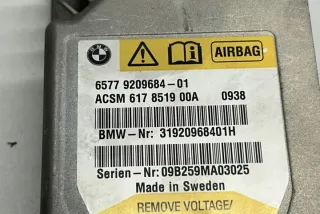 BMW
AIRBAG
6577 9209684-01
ACSM 617 8519 00A 0938
BMW-Nr: 31920968401H
Serien-Nr: 09B259MA03025
Made in Sweden
REMOVE VOLTAGE/